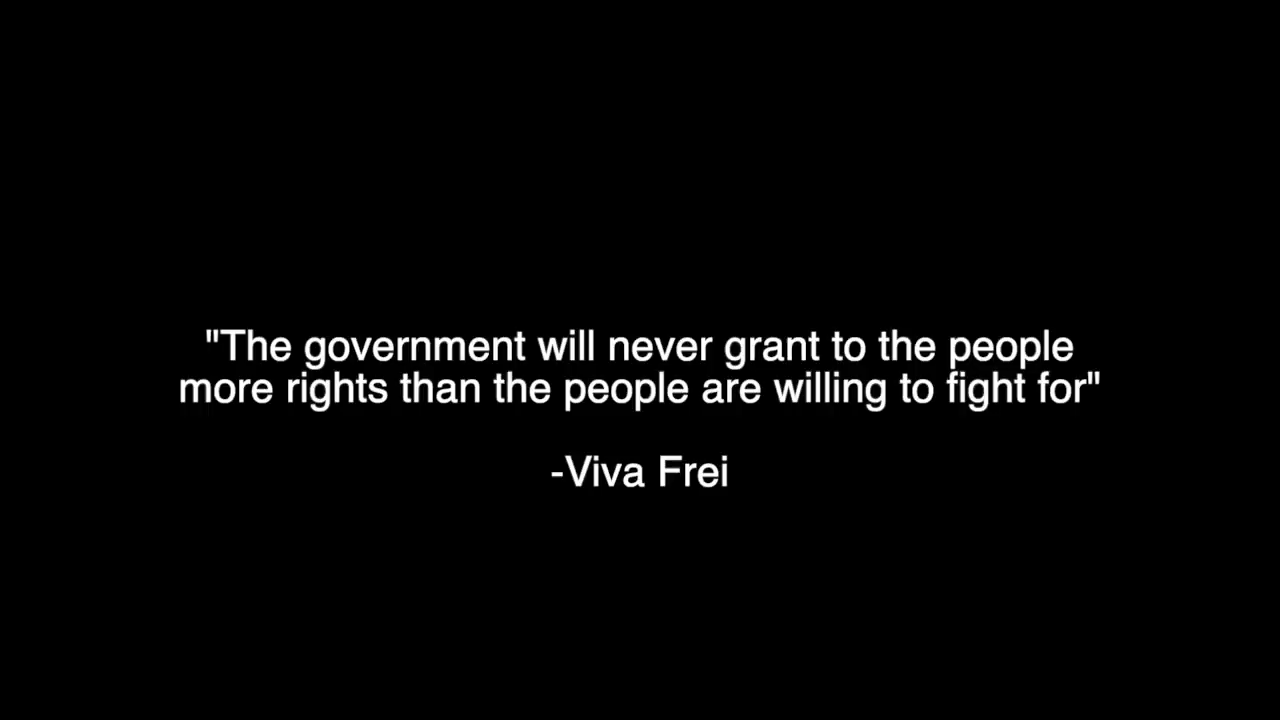 "The government will never grant to the people
more rights than the people are willing to fight for"
-Viva Frei